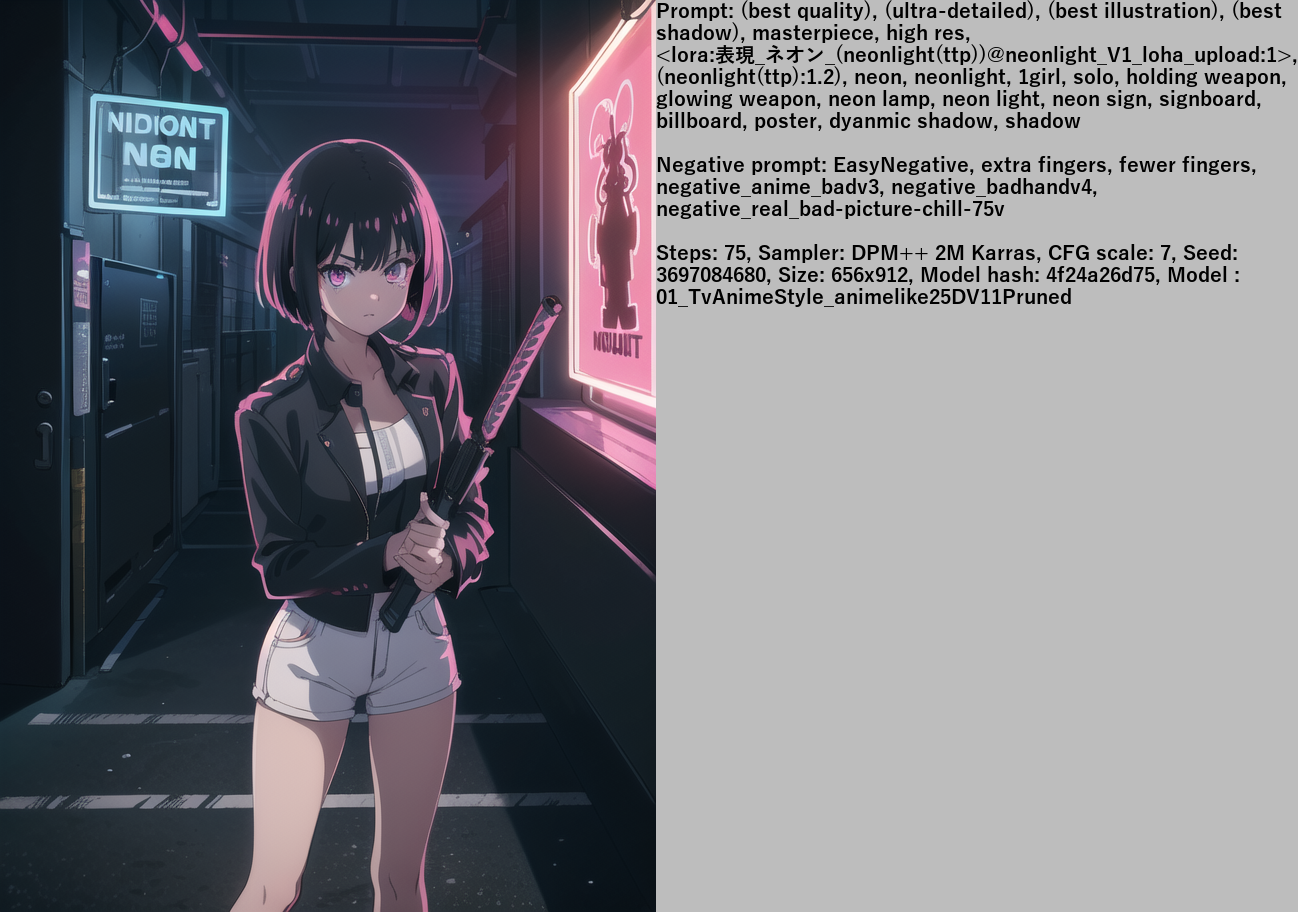 NIDIONT
NON
Prompt: (best quality), (ultra-detailed), (best illustration), (best
shadow), masterpiece, high res,
<lora:表現_ネオン_(neonlight(ttp))@neonlight_V1_loha_upload:1>,
(neonlight(ttp):1.2), neon, neonlight, 1girl, solo, holding weapon,
glowing weapon, neon lamp, neon light, neon sign, signboard,
billboard, poster, dyanmic shadow, shadow
Negative prompt: EasyNegative, extra fingers, fewer fingers,
negative_anime_badv3, negative_badhandv4,
negative_real_bad-picture-chill-75v
Steps: 75, Sampler: DPM++ 2M Karras, CFG scale: 7, Seed:
3697084680, Size: 656x912, Model hash: 4f24a26d75, Model :
01_TvAnimeStyle_animelike25DV11Pruned